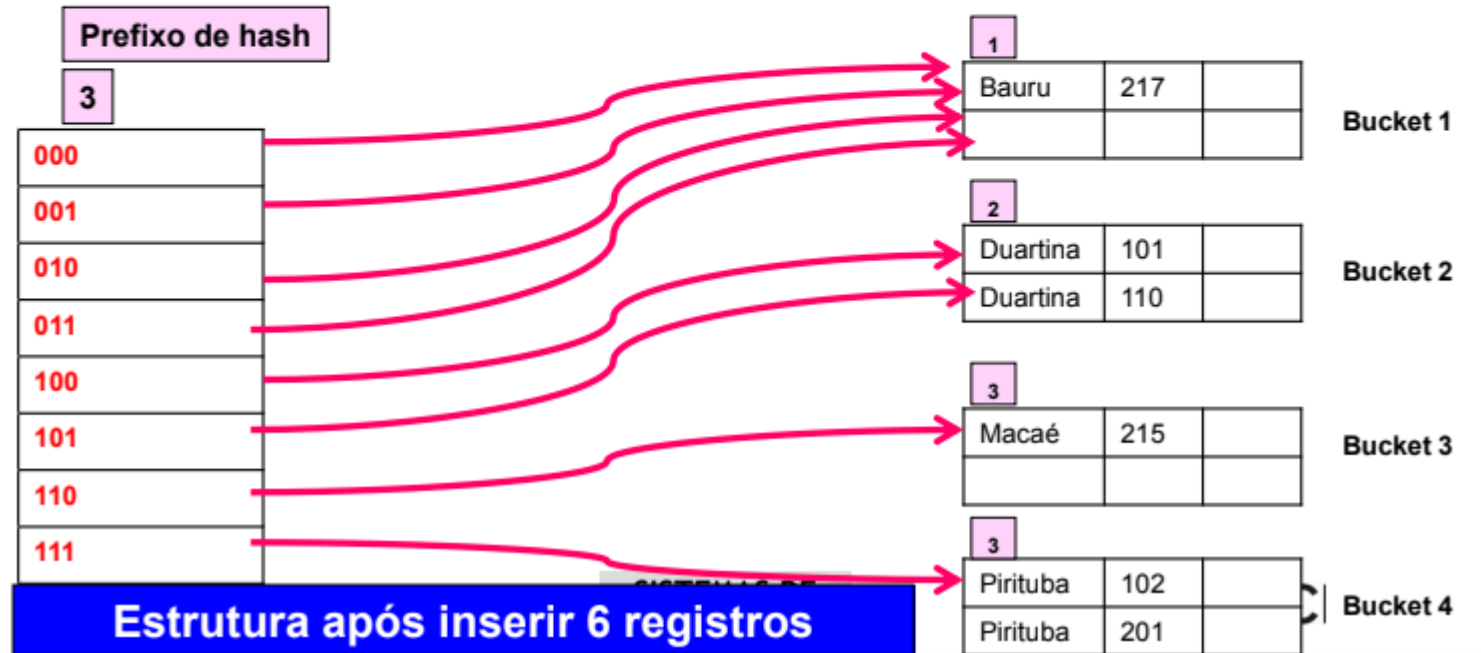 Prefixo de hash
3
000
001
010
011
100
101
110
111
1
Bauru 217
Bucket 1
2
Duartina 101
Duartina 110
Bucket 2
3
Macaé 215
Bucket 3
3
Pirituba 102
Pirituba 201
Bucket 4
Estrutura após inserir 6 registros